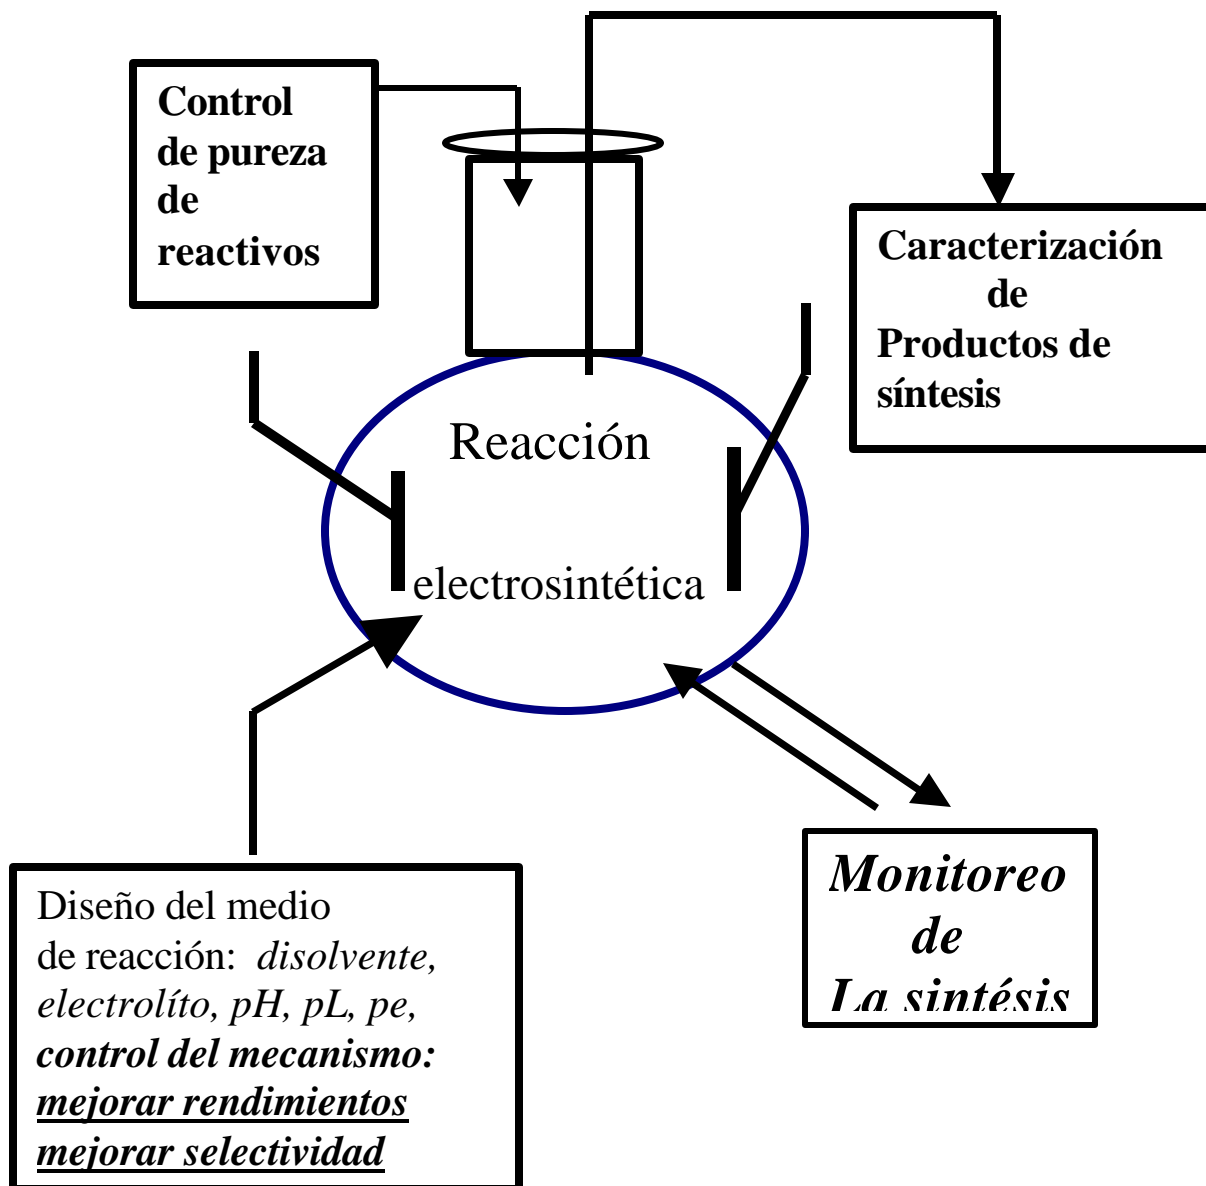 Control
de pureza
de
reactivos
Caracterización
de
Productos de
síntesis
Reacción
electrosintética
Diseño del medio
de reacción: disolvente,
electrolíto, pH, pL, pe,
control del mecanismo:
mejorar rendimientos
mejorar selectividad
Monitoreo
de
La sintésis